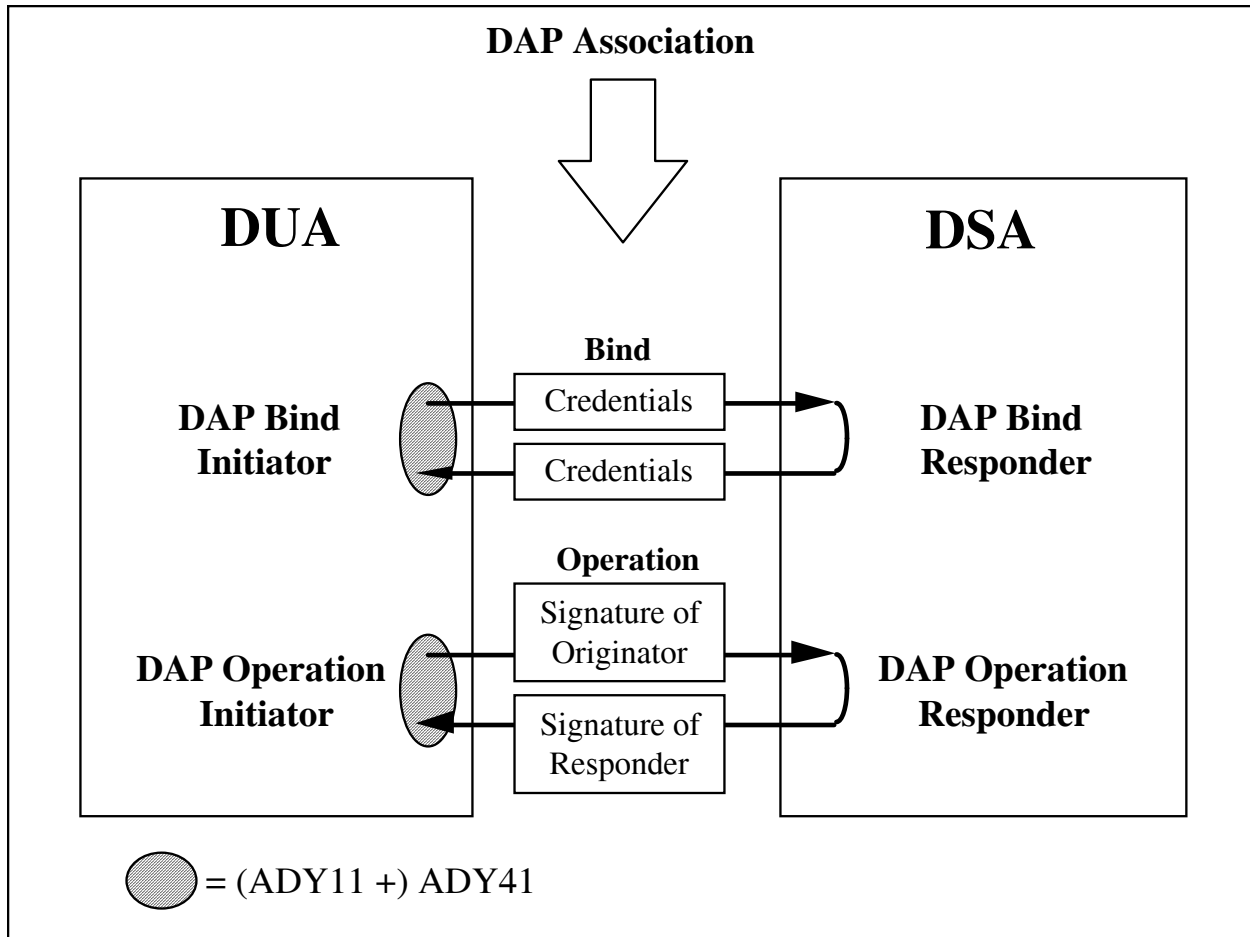 DAP Association
DUA
DSA
Bind
Credentials
Credentials
DAP Bind
Initiator
DAP Bind
Responder
Operation
Signature of
Originator
Signature of
Responder
DAP Operation
Initiator
DAP Operation
Responder
= (ADY11 +) ADY41